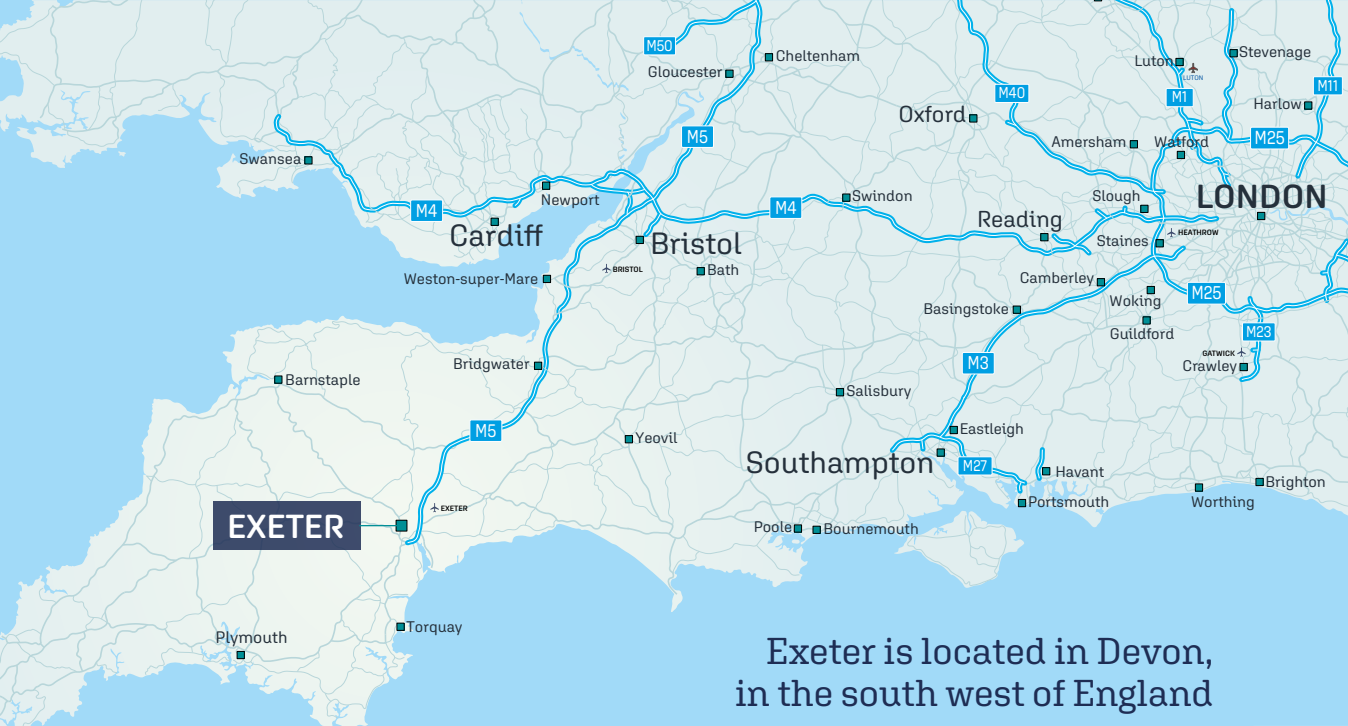 M50
Cheltenham
Gloucester
Luton
LUTON
Stevenage
M40
M1
M11
Harlow
Oxford
M5
Amersham
Watford
M25
Swansea
Newport
M4
Cardiff
M4
Swindon
Slough
LONDON
Reading
HEATHROW
Staines
Bristol
BRISTOL
Bath
Weston-super-Mare
Camberley
Woking
M25
Basingstoke
Guildford
M23
GATWICK
Crawley
M3
Bridgwater
Barnstaple
Salisbury
M5
Yeovil
Eastleigh
Southampton
M27
Havant
Brighton
Portsmouth
Worthing
EXETER
EXETER
Poole
Bournemouth
Torquay
Plymouth
Exeter is located in Devon,
in the south west of England